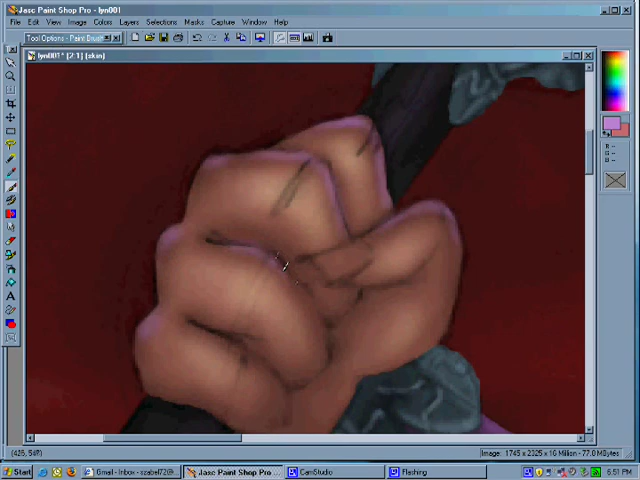 Jasc Paint Shop Pro - lyn001
File Edit View Image Colors Layers Selections Masks Capture Window Help
Tool Options - Paint Brush
lyn001* [2:1] (skin)
R: --
G: --
B: --
Image: 1745 x 2325 x 16 Million - 77.0 MBytes
Start
Gmail - Inbox - szabel72@...
Jasc Paint Shop Pro ...
CamStudio
Flashing
6:51 PM